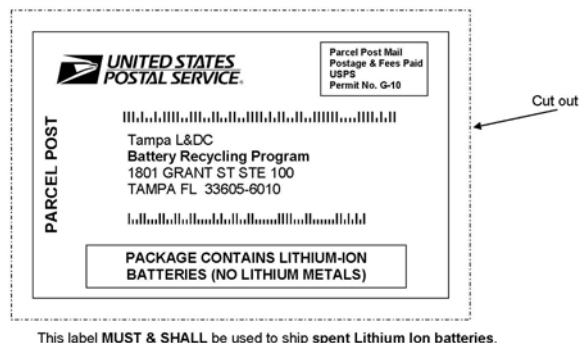 UNITED STATES
POSTAL SERVICE®
Parcel Post Mail
Postage & Fees Paid
USPS
Permit No. G-10
Cut out
PARCEL POST
Tampa L&DC
Battery Recycling Program
1801 GRANT ST STE 100
TAMPA FL 33605-6010
PACKAGE CONTAINS LITHIUM-ION
BATTERIES (NO LITHIUM METALS)
This label MUST & SHALL be used to ship spent Lithium Ion batteries.